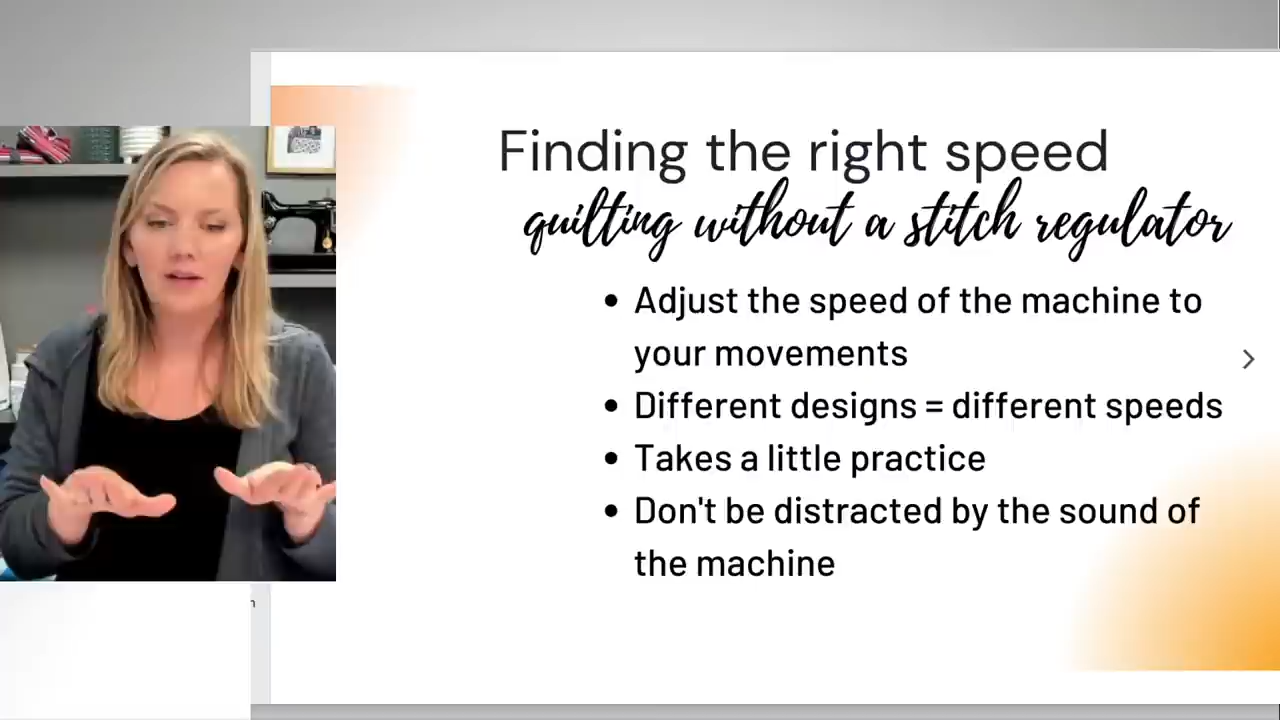 Finding the right speed
quilting without a stitch regulator
• Adjust the speed of the machine to
your movements
• Different designs = different speeds
• Takes a little practice
• Don't be distracted by the sound of
the machine
n